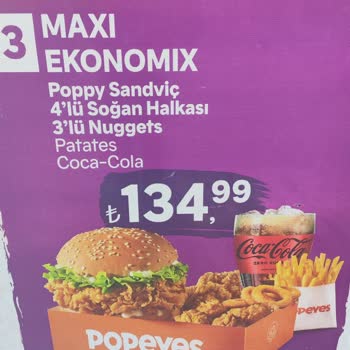 3
MAXI
EKONOMIX
Poppy Sandviç
4'lü Soğan Halkası
3'lü Nuggets
Patates
Coca-Cola
₺134,99
Coca-Cola
ZERO
POPEYES
POPEYES